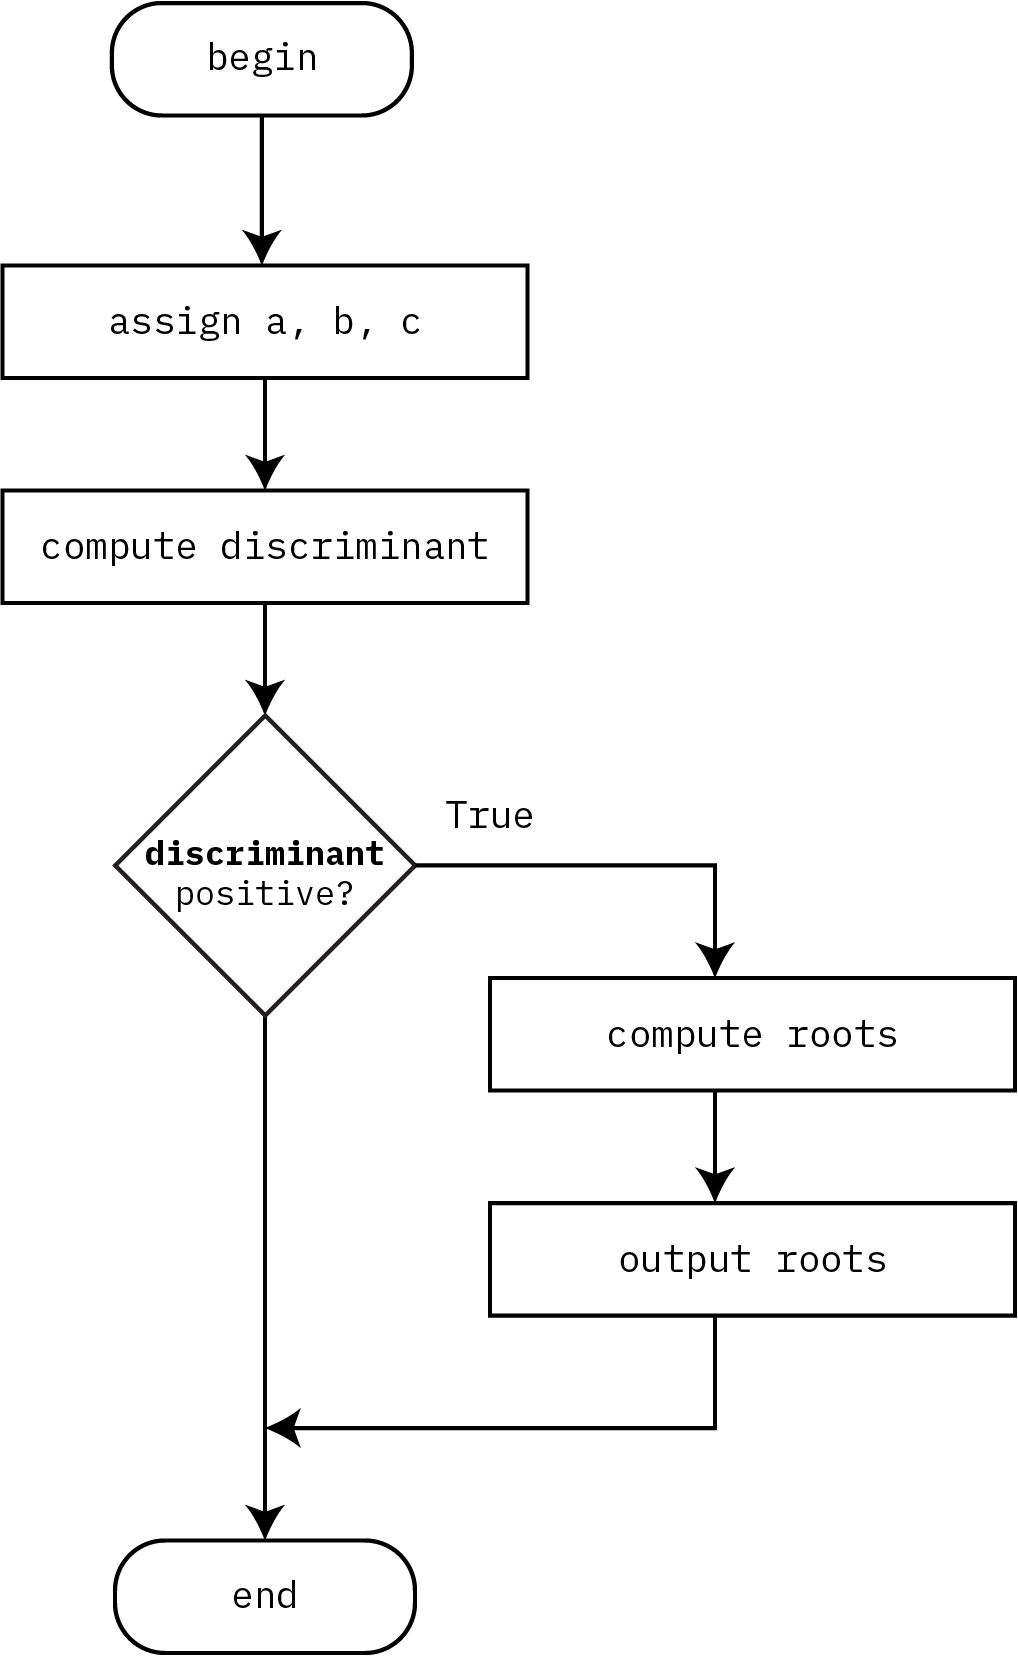 begin
assign a, b, c
compute discriminant
discriminant
positive?
True
compute roots
output roots
end